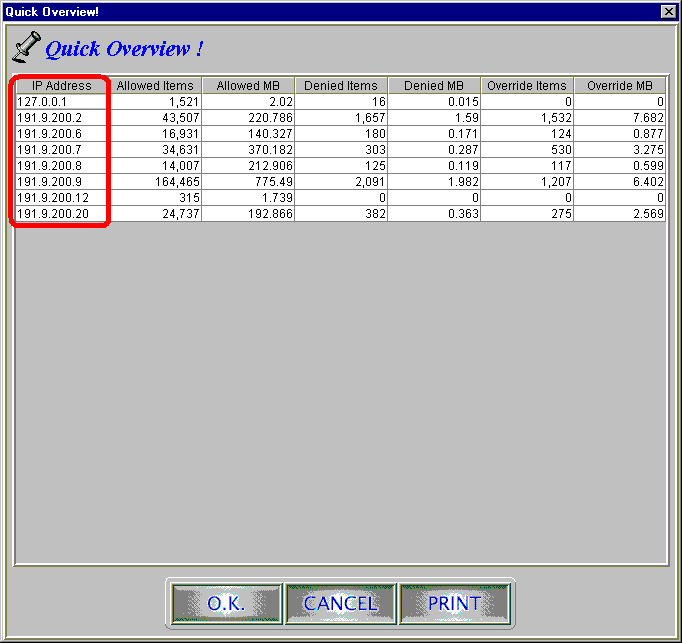 Quick Overview!
Quick Overview !
IP Address Allowed Items Allowed MB Denied Items Denied MB Override Items Override MB
127.0.0.1 1,521 2.02 16 0.015 0 0
191.9.200.2 43,507 220.786 1,657 1.59 1,532 7.682
191.9.200.6 16,931 140.327 180 0.171 124 0.877
191.9.200.7 34,631 370.182 303 0.287 530 3.275
191.9.200.8 14,007 212.906 125 0.119 117 0.599
191.9.200.9 164,465 775.49 2,091 1.982 1,207 6.402
191.9.200.12 315 1.739 0 0 0 0
191.9.200.20 24,737 192.866 382 0.363 275 2.569
O.K. CANCEL PRINT